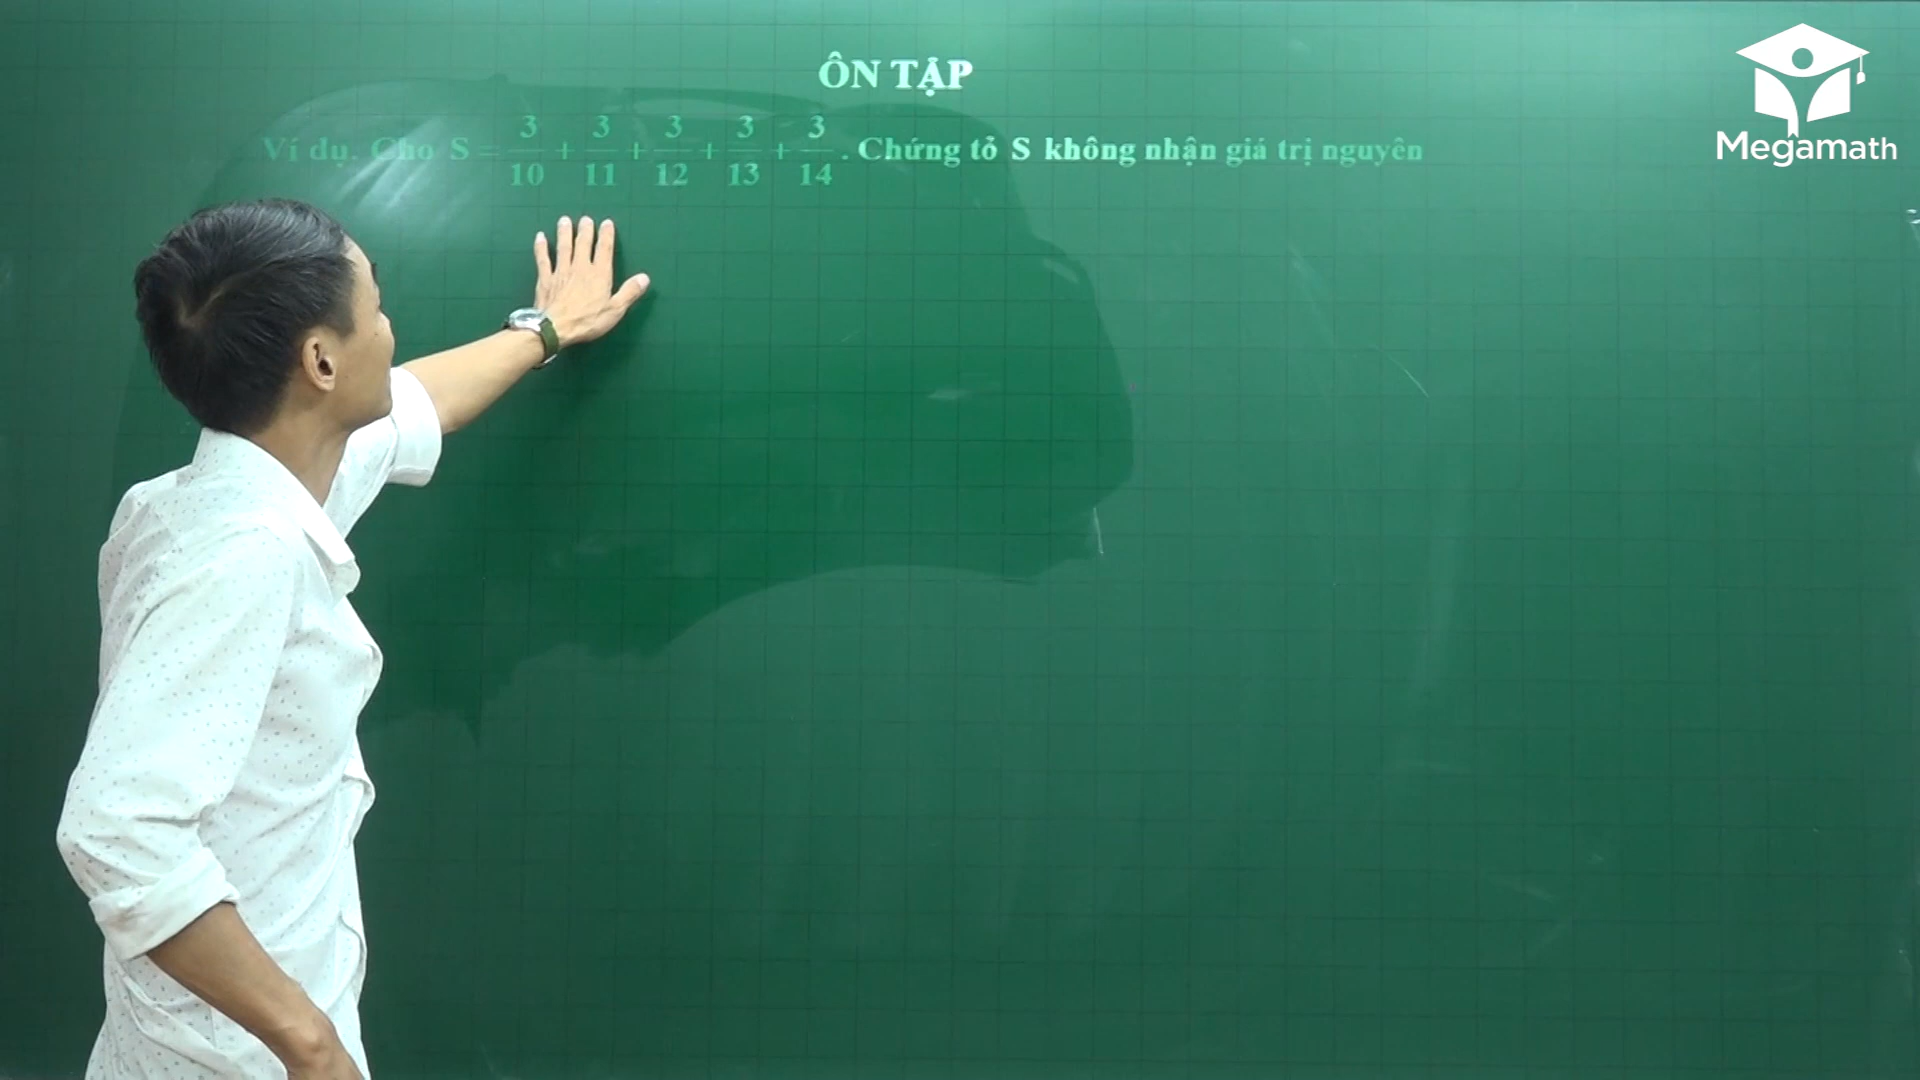 ÔN TẬP
Ví dụ. Cho S = 3/10 + 3/11 + 3/12 + 3/13 + 3/14. Chứng tỏ S không nhận giá trị nguyên
Megamath